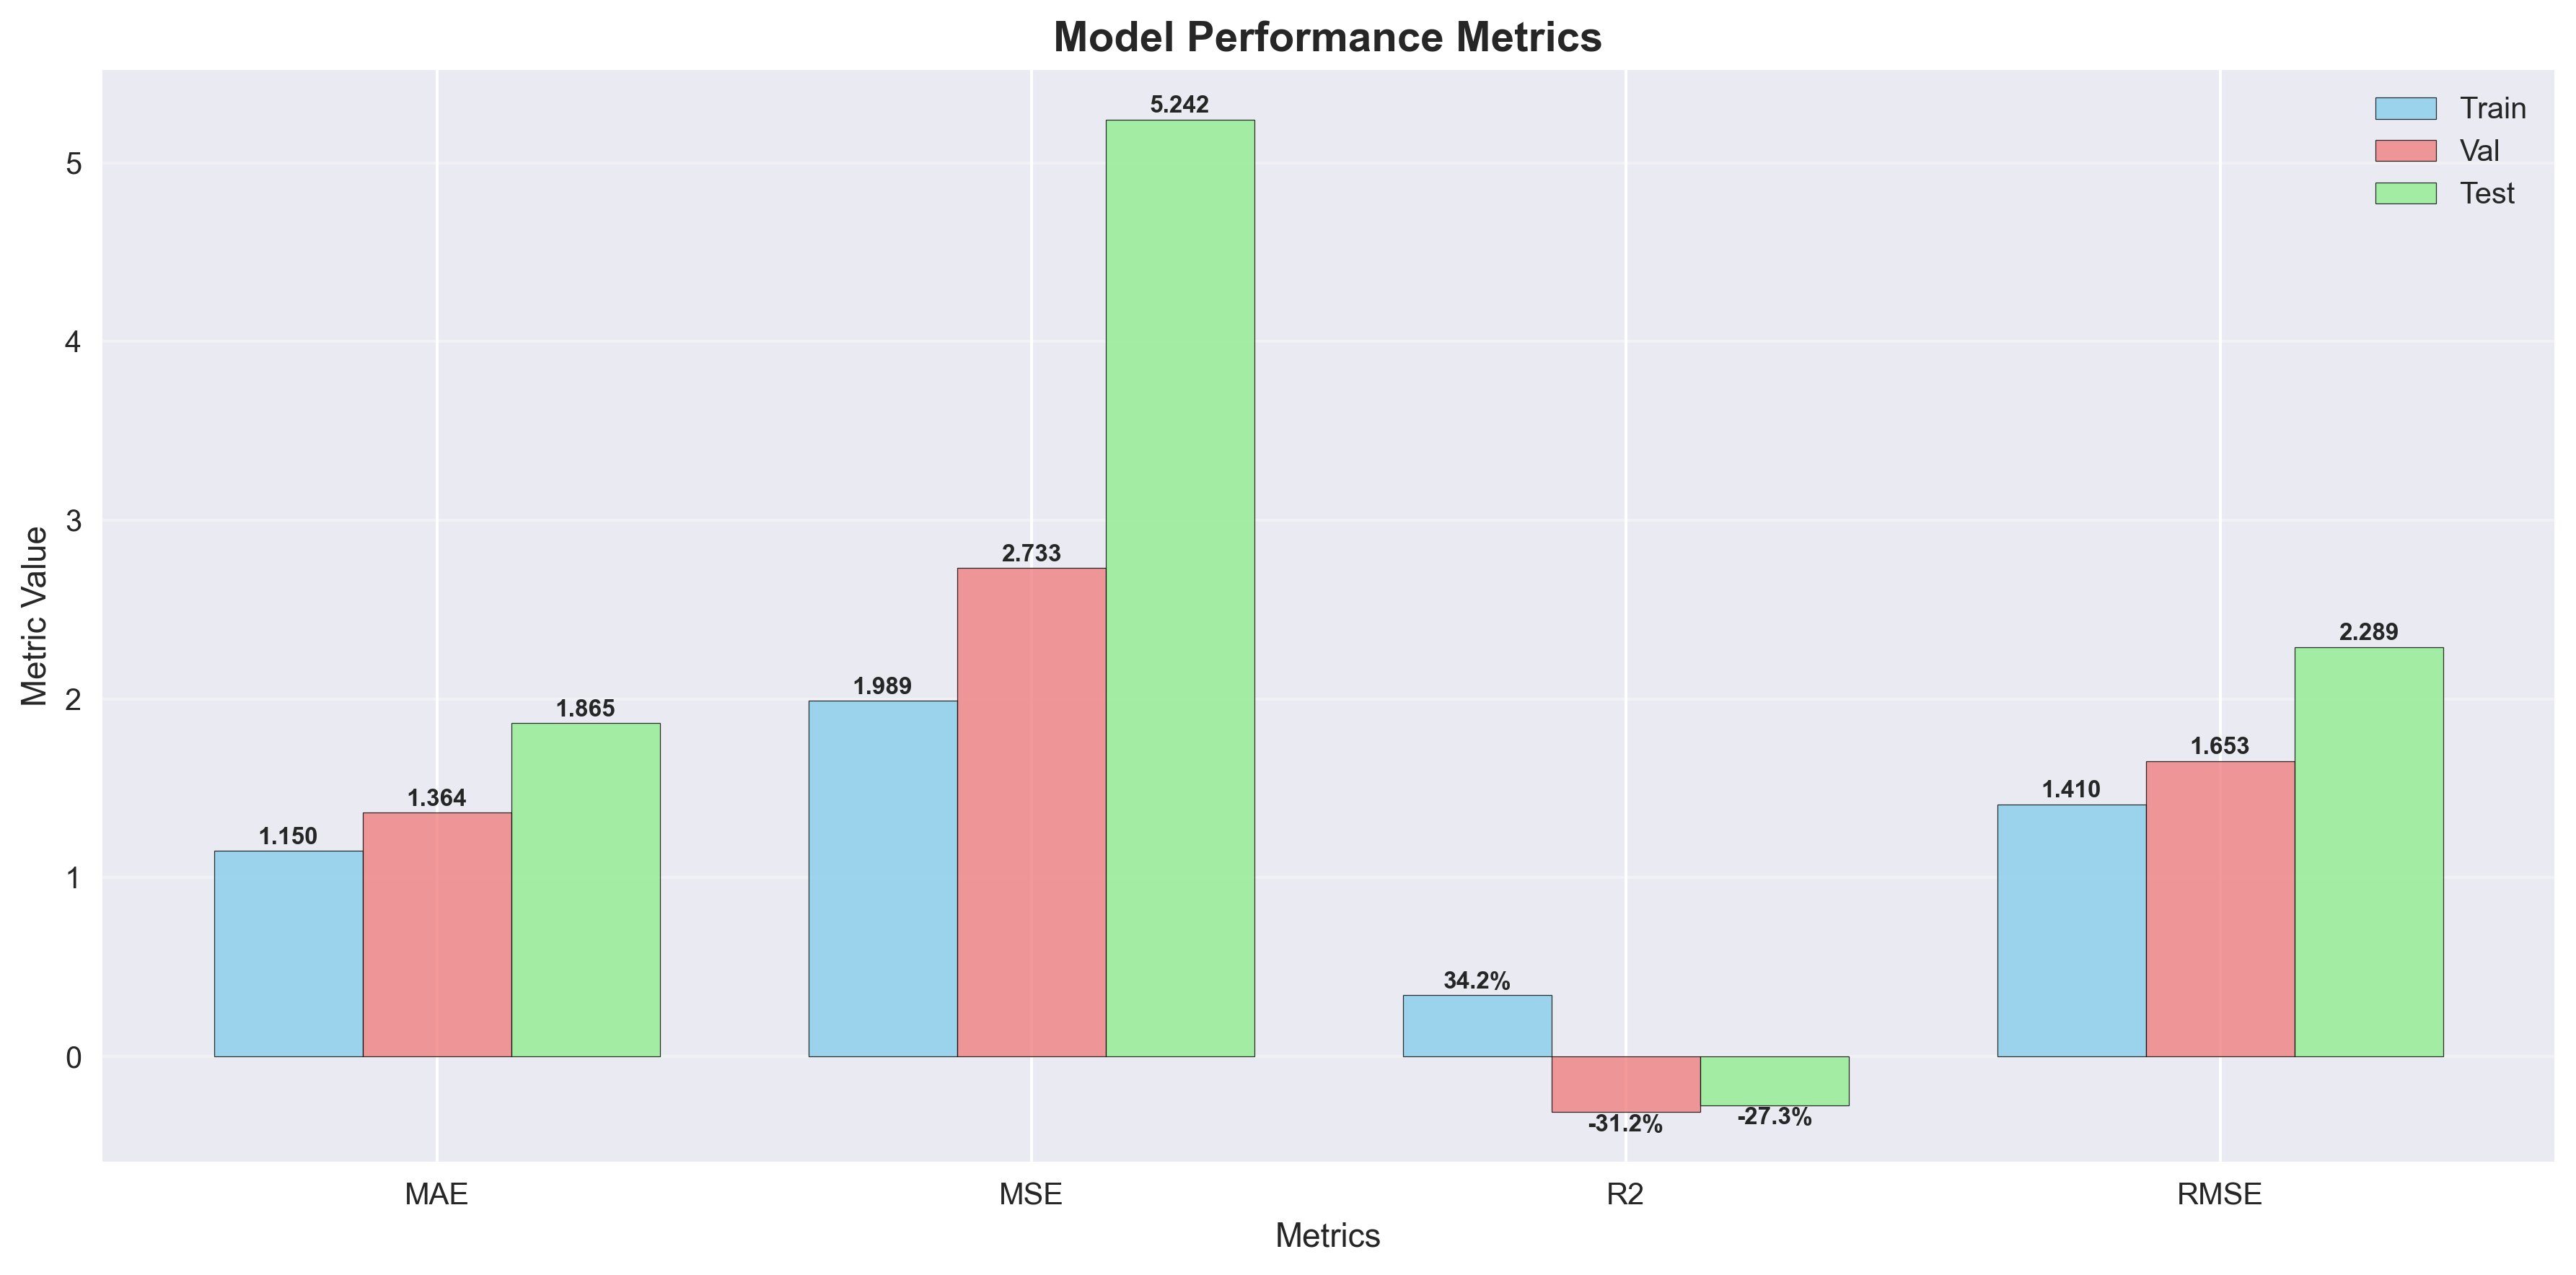 Model Performance Metrics
Train
Val
Test
Metric Value
5
4
3
2
1
0
1.150
1.364
1.865
1.989
2.733
5.242
34.2%
-31.2%
-27.3%
1.410
1.653
2.289
MAE
MSE
R2
RMSE
Metrics